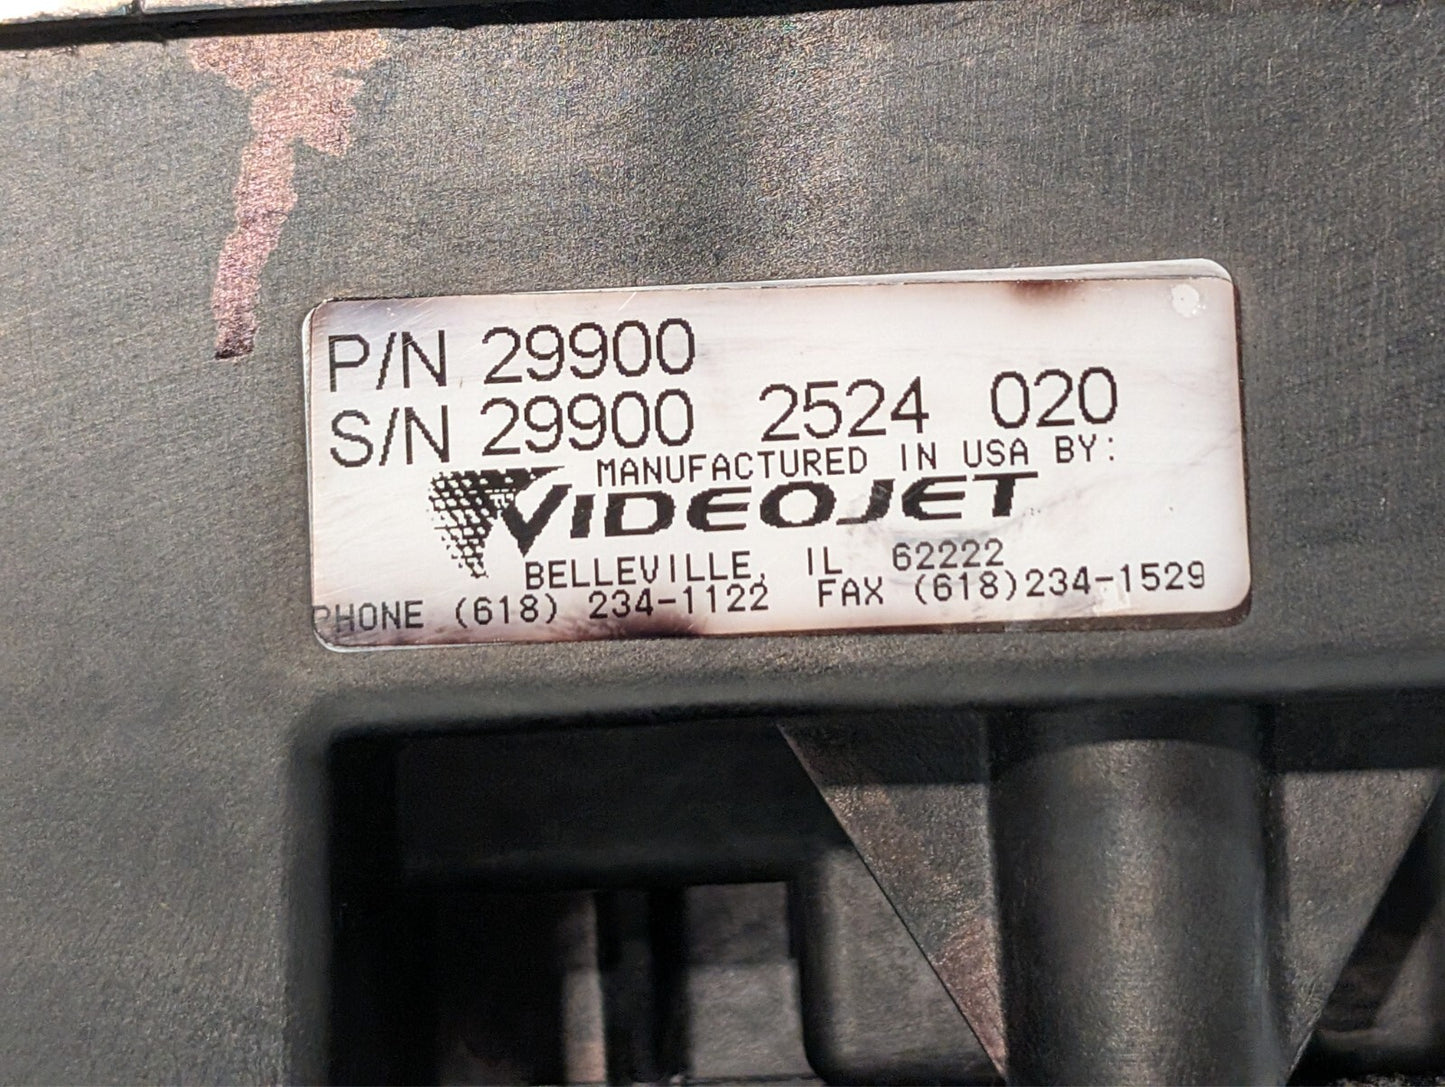 P/N 29900
S/N 29900 2524 020
MANUFACTURED IN USA BY:
VIDEOJET
BELLEVILLE, IL 62222
PHONE (618) 234-1122 FAX (618)234-1529